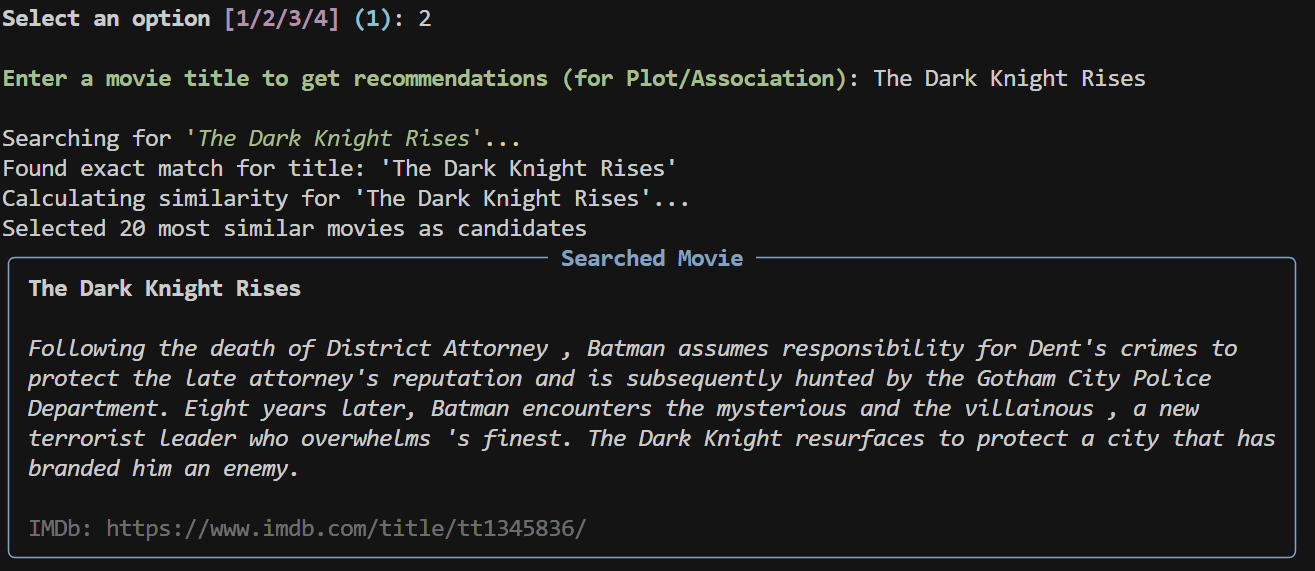 Select an option [1/2/3/4] (1): 2
Enter a movie title to get recommendations (for Plot/Association): The Dark Knight Rises
Searching for 'The Dark Knight Rises'...
Found exact match for title: 'The Dark Knight Rises'
Calculating similarity for 'The Dark Knight Rises'...
Selected 20 most similar movies as candidates
Searched Movie
The Dark Knight Rises
Following the death of District Attorney , Batman assumes responsibility for Dent's crimes to
protect the late attorney's reputation and is subsequently hunted by the Gotham City Police
Department. Eight years later, Batman encounters the mysterious and the villainous , a new
terrorist leader who overwhelms 's finest. The Dark Knight resurfaces to protect a city that has
branded him an enemy.
IMDb: https://www.imdb.com/title/tt1345836/